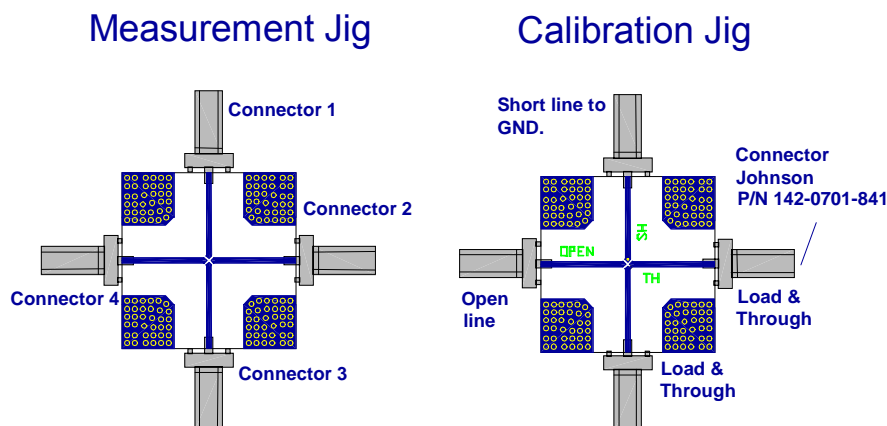 Measurement Jig
Calibration Jig
Connector 1
Connector 2
Connector 4
Connector 3
Short line to
GND.
Connector
Johnson
P/N 142-0701-841
SH
OPEN
TH
Open
line
Load &
Through
Load &
Through